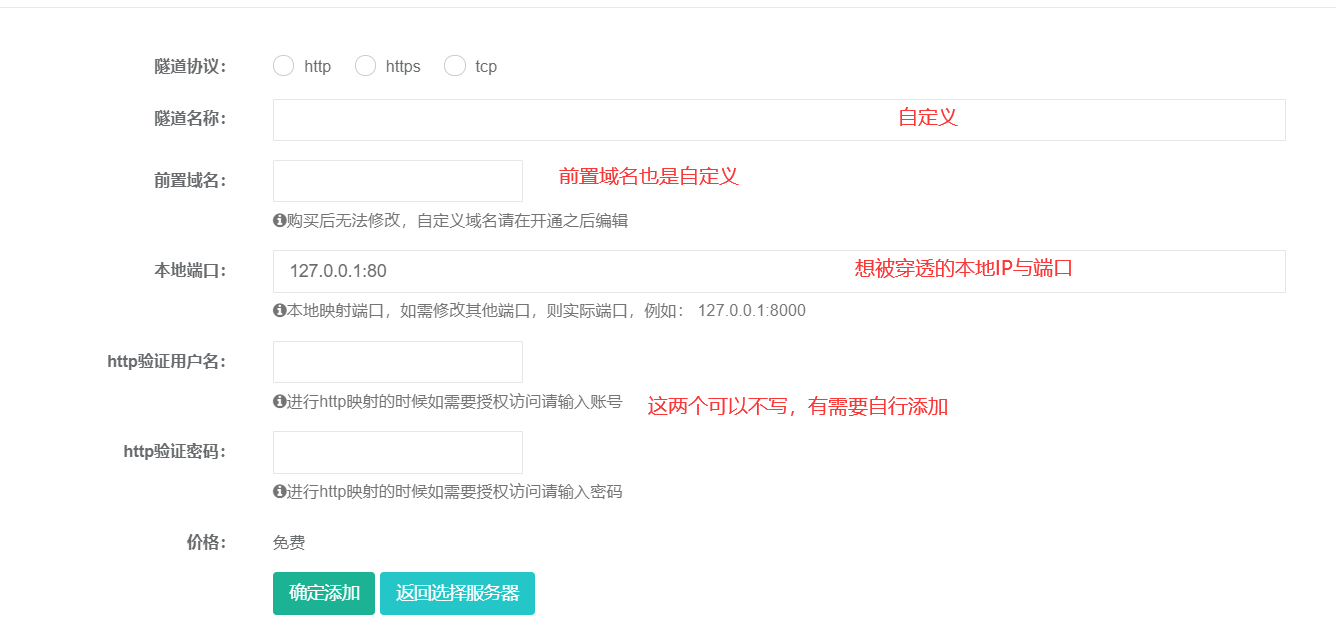 隧道协议： http https tcp
隧道名称： 自定义
前置域名： 前置域名也是自定义
购买后无法修改，自定义域名请在开通之后编辑
本地端口： 127.0.0.1:80 想被穿透的本地IP与端口
本地映射端口，如需修改其他端口，则实际端口，例如： 127.0.0.1:8000
http验证用户名：
进行http映射的时候如需要授权访问请输入账号 这两个可以不写，有需要自行添加
http验证密码：
进行http映射的时候如需要授权访问请输入密码
价格： 免费
确定添加 返回选择服务器